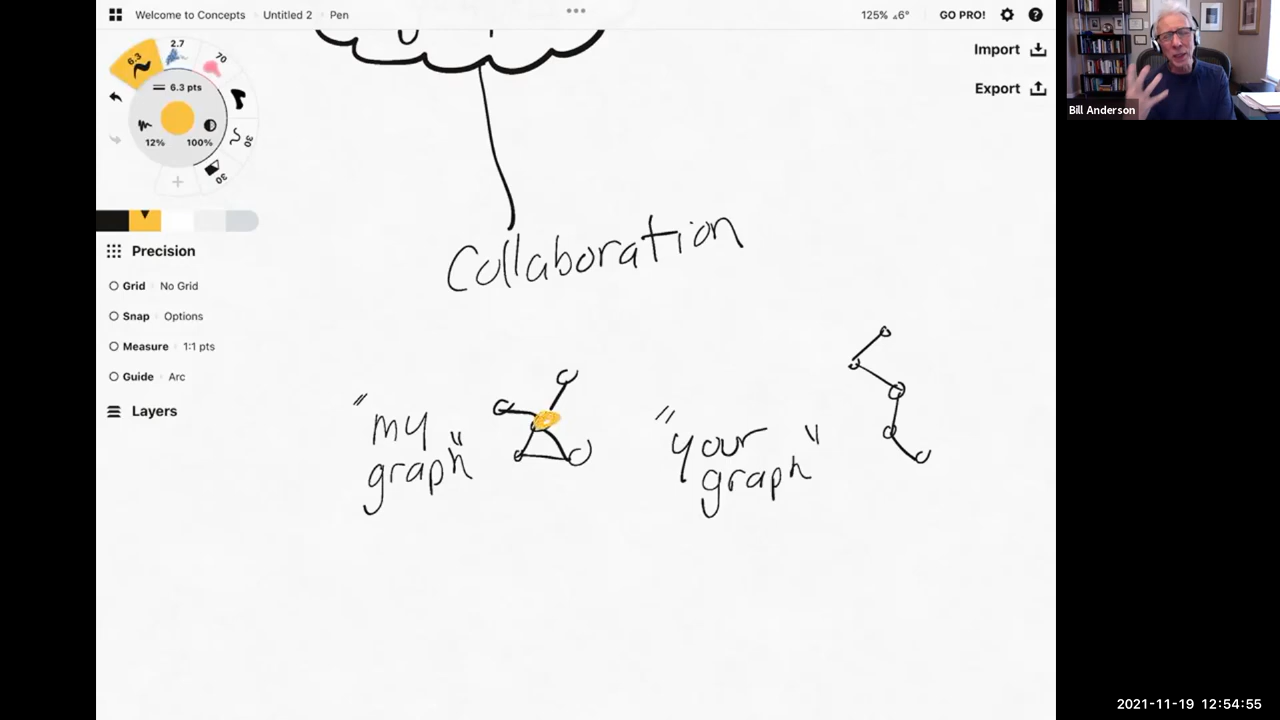 Welcome to Concepts › Untitled 2 › Pen
125% ⊿6° GO PRO!
Import
Export
2.7
70
6.3
6.3 pts
12% 100%
30
30
Precision
Grid · No Grid
Snap · Options
Measure · 1:1 pts
Guide · Arc
Layers
Collaboration
"my
graph"
"your
graph"
Bill Anderson
2021-11-19 12:54:55